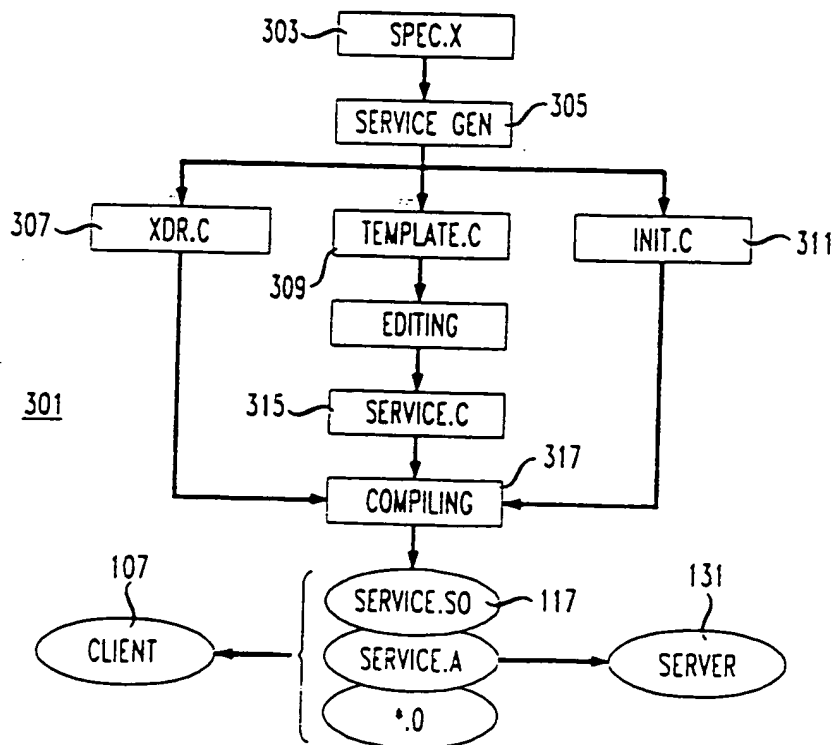 303
SPEC.X
SERVICE GEN
305
307
XDR.C
TEMPLATE.C
309
INIT.C
311
EDITING
301
315
SERVICE.C
317
COMPILING
107
CLIENT
SERVICE.SO
117
SERVICE.A
*.O
131
SERVER